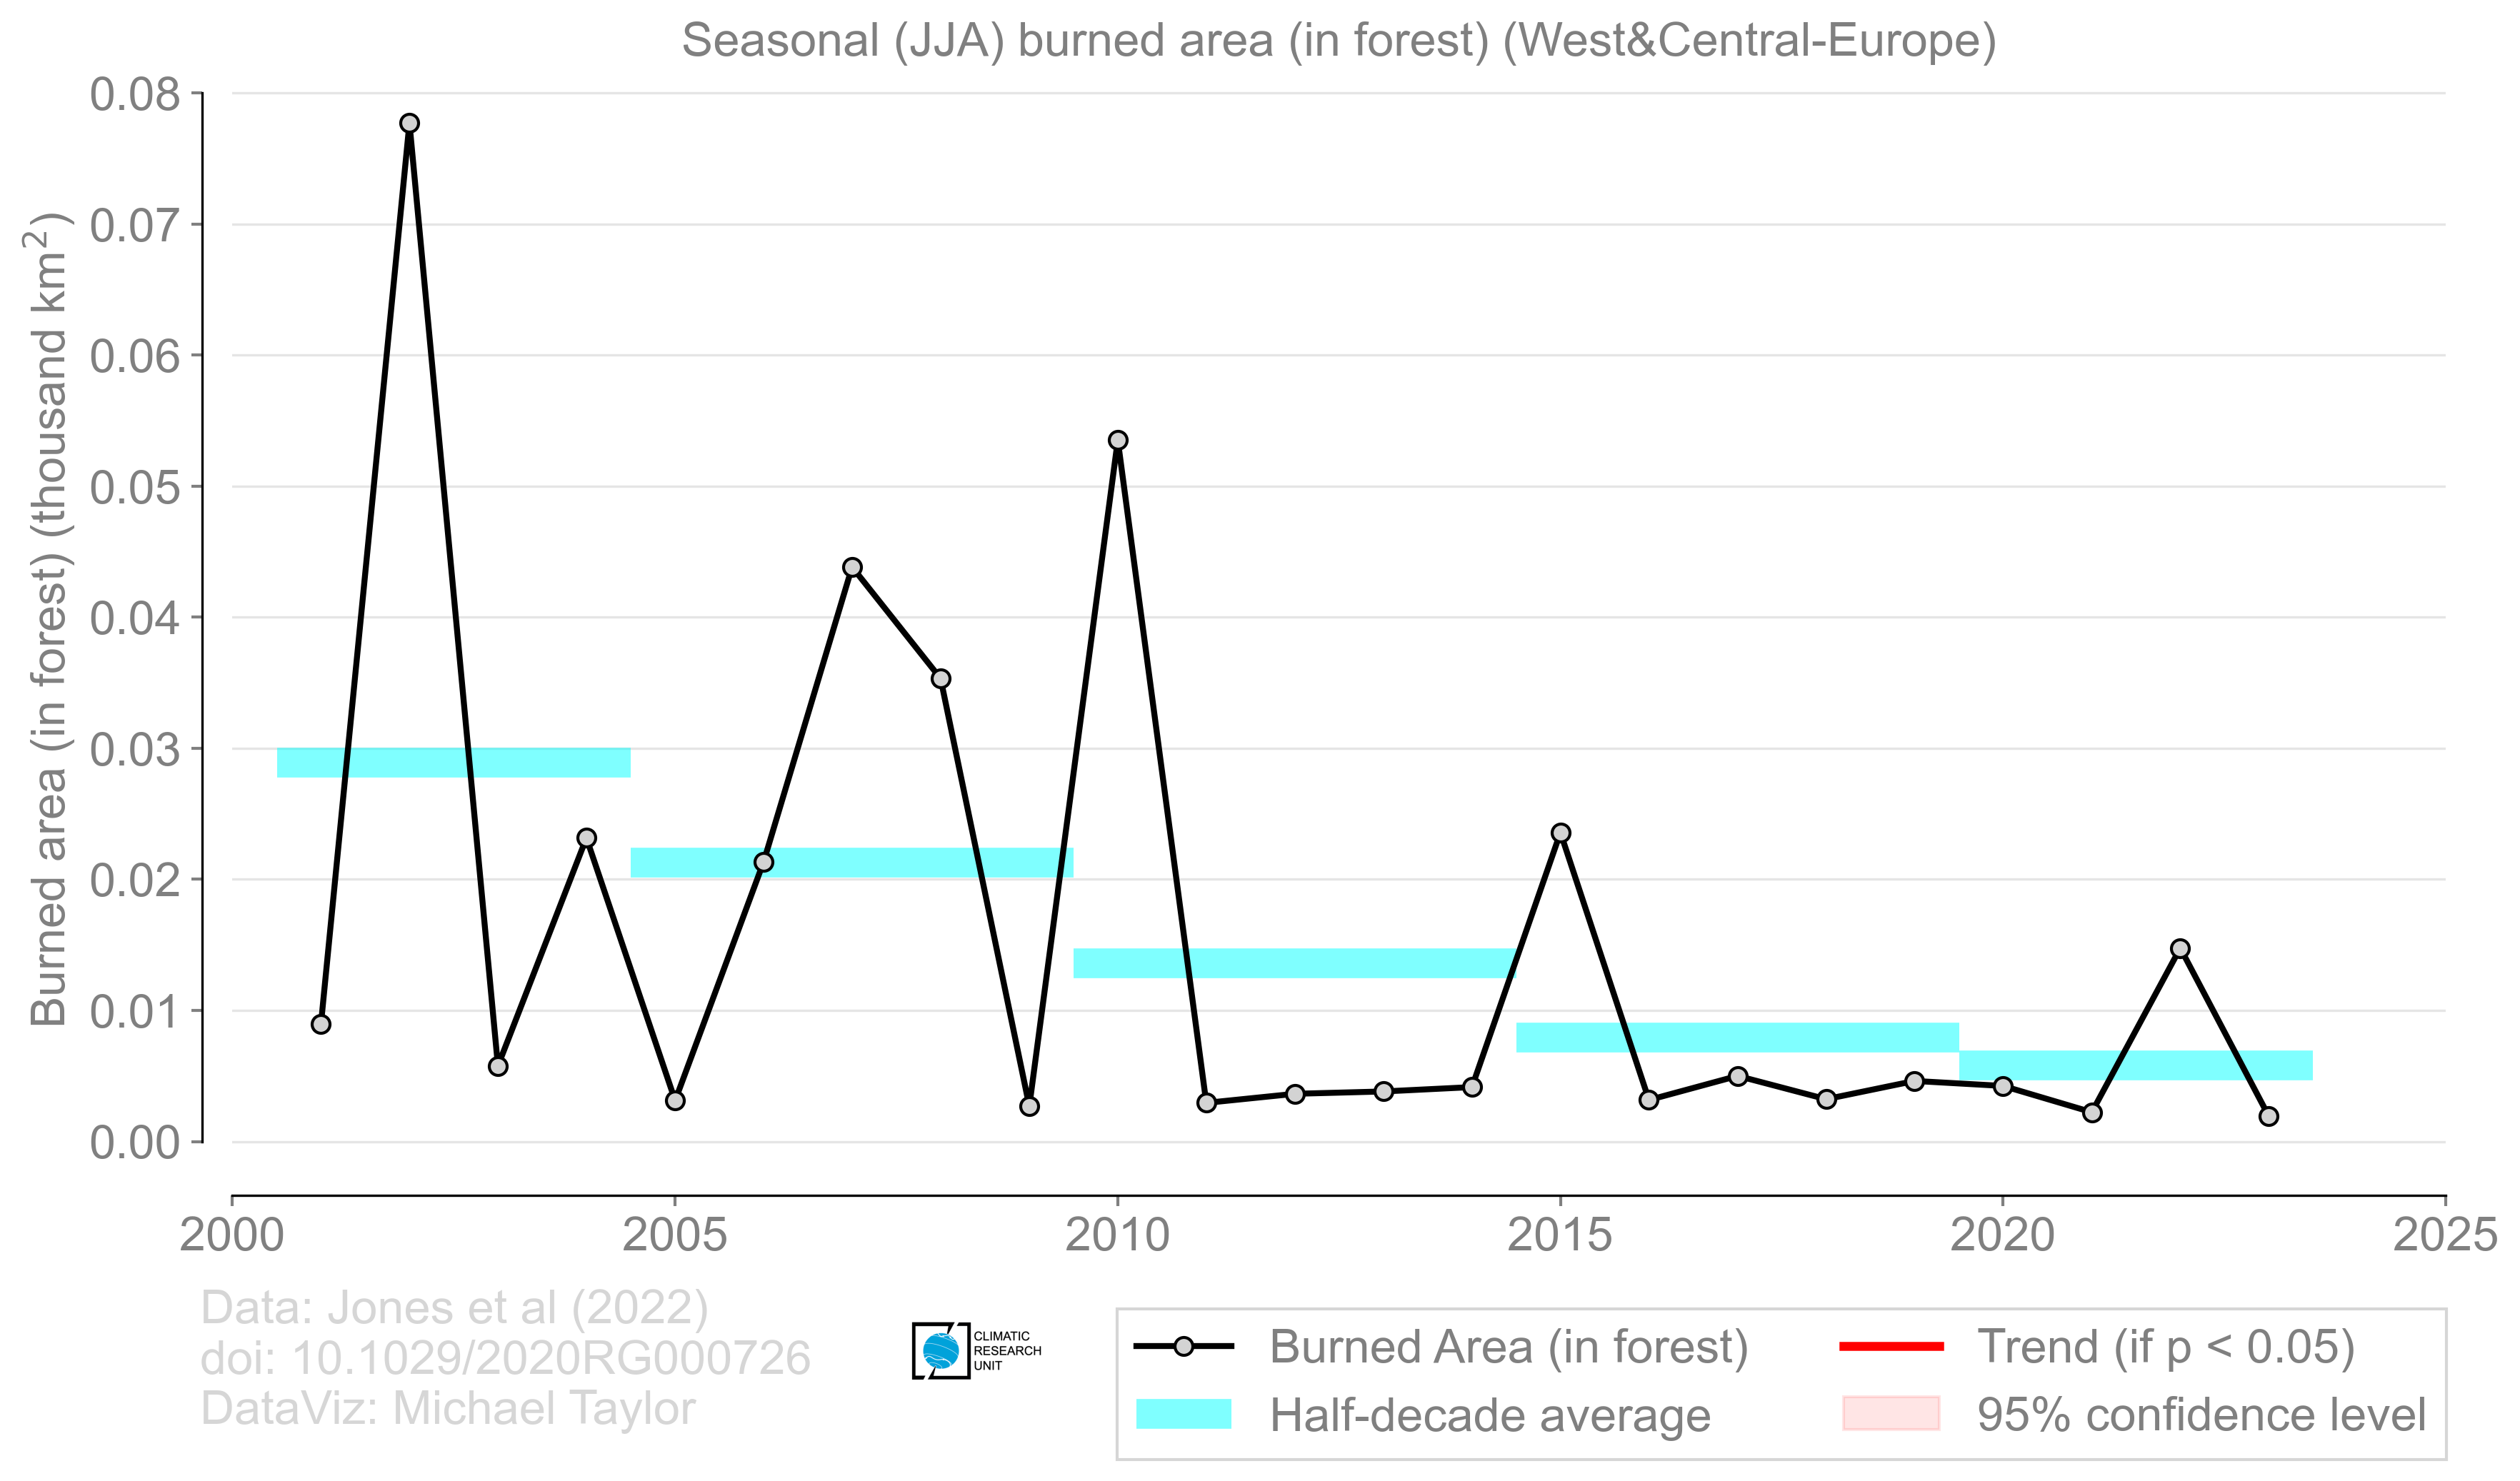 Seasonal (JJA) burned area (in forest) (West&Central-Europe)
Burned area (in forest) (thousand km²)
0.08
0.07
0.06
0.05
0.04
0.03
0.02
0.01
0.00
2000 2005 2010 2015 2020 2025
Data: Jones et al (2022)
doi: 10.1029/2020RG000726
DataViz: Michael Taylor
CLIMATIC
RESEARCH
UNIT
Burned Area (in forest)
Half-decade average
Trend (if p < 0.05)
95% confidence level